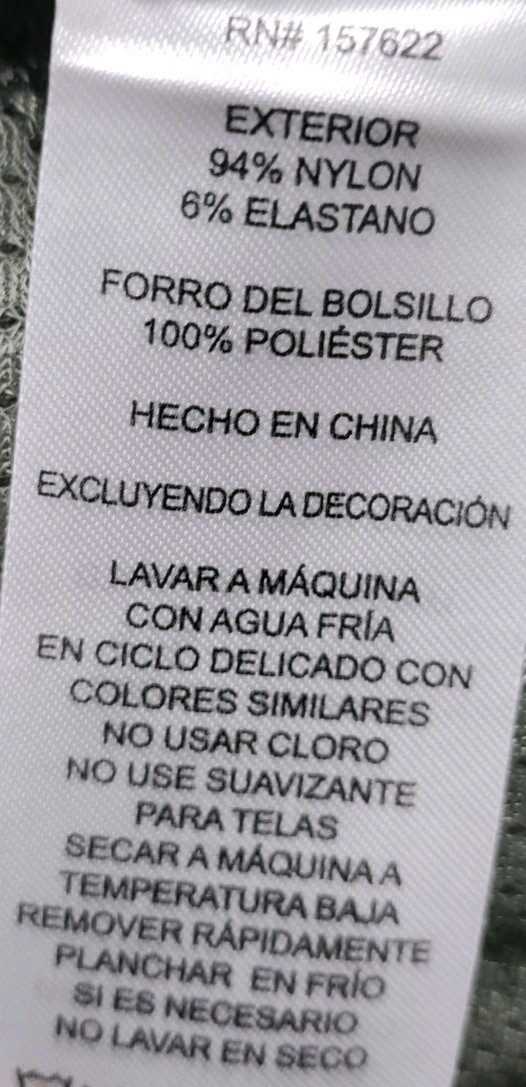 RN# 157622
EXTERIOR
94% NYLON
6% ELASTANO
FORRO DEL BOLSILLO
100% POLIÉSTER
HECHO EN CHINA
EXCLUYENDO LA DECORACIÓN
LAVAR A MÁQUINA
CON AGUA FRÍA
EN CICLO DELICADO CON
COLORES SIMILARES
NO USAR CLORO
NO USE SUAVIZANTE
PARA TELAS
SECAR A MÁQUINA A
TEMPERATURA BAJA
REMOVER RÁPIDAMENTE
PLANCHAR EN FRÍO
SI ES NECESARIO
NO LAVAR EN SECO